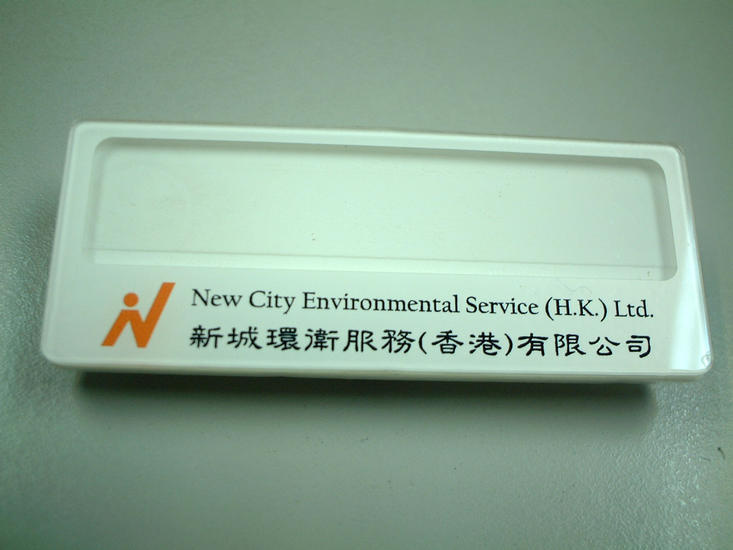 New City Environmental Service (H.K.) Ltd.
新城環衛服務(香港)有限公司